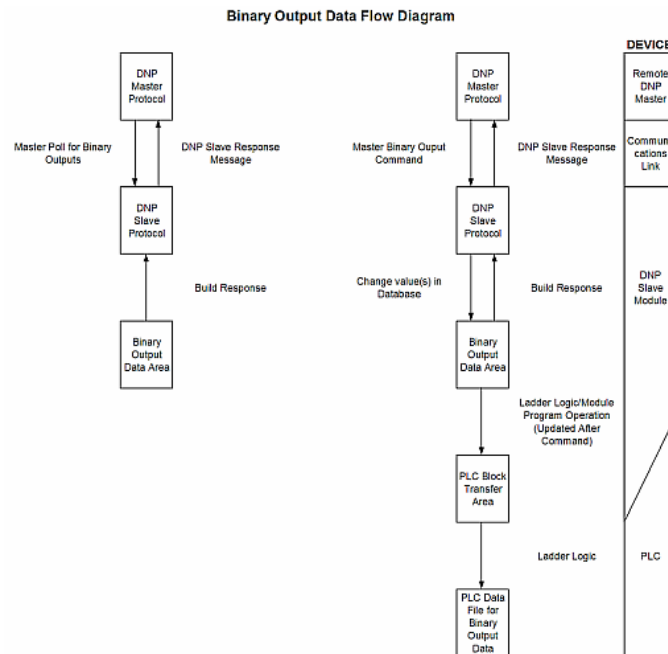 Binary Output Data Flow Diagram
DNP
Master
Protocol
Master Poll for Binary
Outputs
DNP Slave Response
Message
DNP
Slave
Protocol
Build Response
Binary
Output
Data Area
DNP
Master
Protocol
Master Binary Ouput
Command
DNP Slave Response
Message
DNP
Slave
Protocol
Change value(s) in
Database
Build Response
Binary
Output
Data Area
Ladder Logic/Module
Program Operation
(Updated After
Command)
PLC Block
Transfer
Area
Ladder Logic
PLC Data
File for
Binary
Output
Data
DEVICE
Remote
DNP
Master
Communi
cations
Link
DNP
Slave
Module
PLC